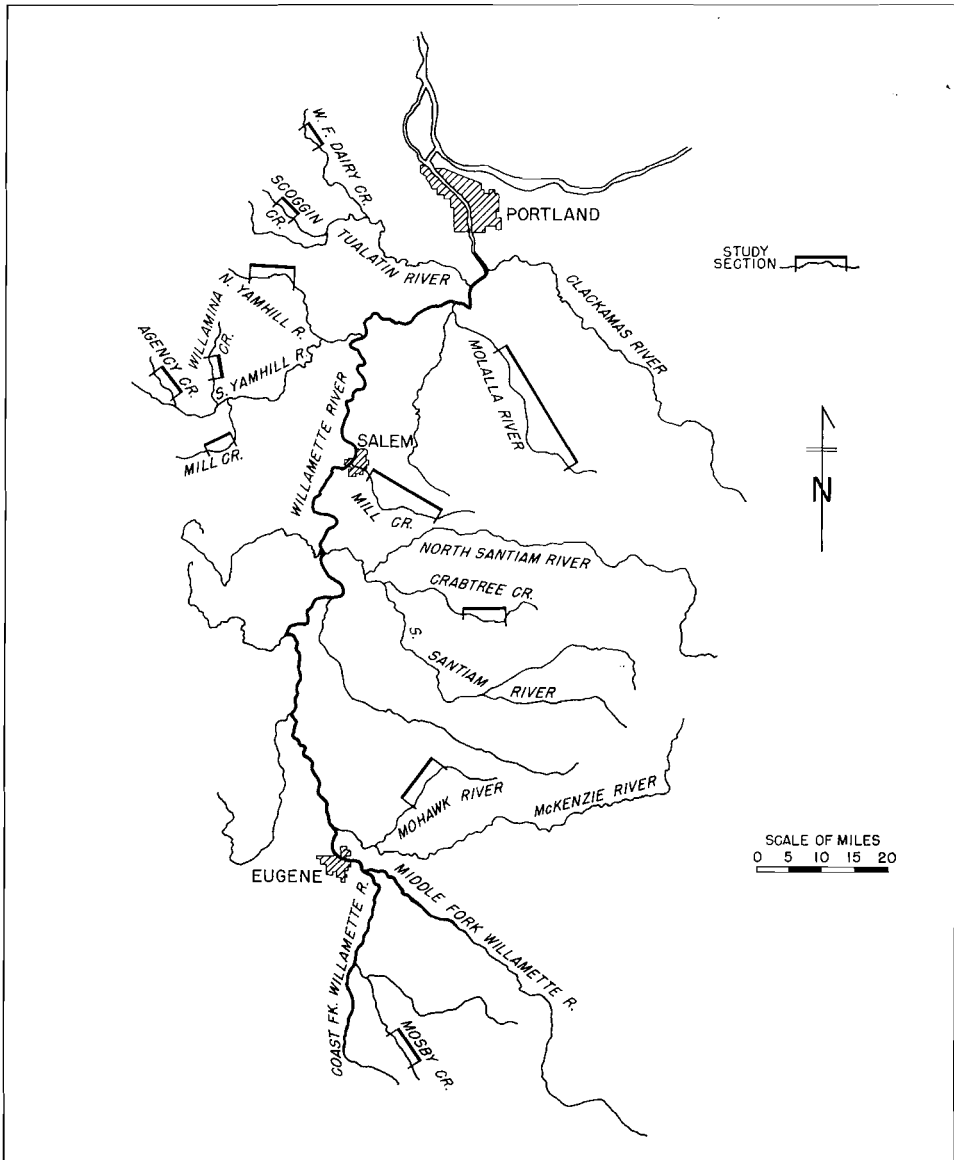 W. F. DAIRY CR.
SCOGGIN
CR.
PORTLAND
TUALATIN RIVER
STUDY
SECTION
CLACKAMAS RIVER
N. YAMHILL R.
WILLAMINA
CR.
AGENCY CR.
S. YAMHILL R.
MOLALLA RIVER
WILLAMETTE RIVER
SALEM
MILL CR.
MILL CR.
N
NORTH SANTIAM RIVER
CRABTREE CR.
S. SANTIAM RIVER
MOHAWK RIVER
McKENZIE RIVER
SCALE OF MILES
0 5 10 15 20
EUGENE
MIDDLE FORK WILLAMETTE R.
COAST FK. WILLAMETTE R.
MOSBY CR.